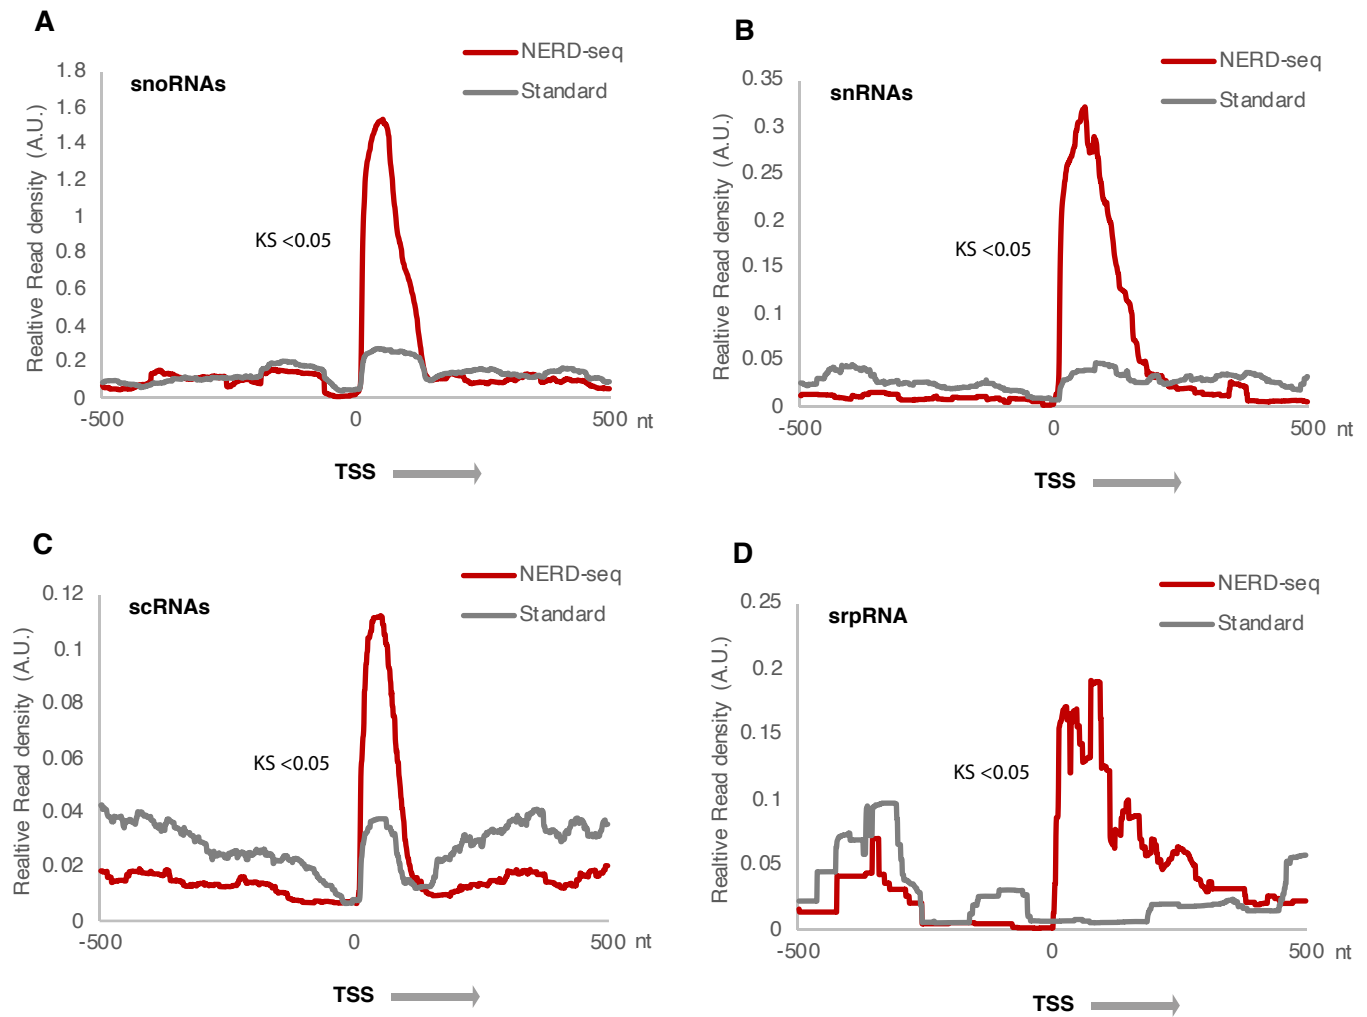 A
NERD-seq
Standard
snoRNAs
Realtive Read density (A.U.)
1.8
1.6
1.4
1.2
1
0.8
0.6
0.4
0.2
0
KS <0.05
-500 0 500 nt
TSS
B
NERD-seq
Standard
snRNAs
Realtive Read density (A.U.)
0.35
0.3
0.25
0.2
0.15
0.1
0.05
0
KS <0.05
-500 0 500 nt
TSS
C
NERD-seq
Standard
scRNAs
Realtive Read density (A.U.)
0.12
0.1
0.08
0.06
0.04
0.02
0
KS <0.05
-500 0 500 nt
TSS
D
NERD-seq
Standard
srpRNA
Realtive Read density (A.U.)
0.25
0.2
0.15
0.1
0.05
0
KS <0.05
-500 0 500 nt
TSS